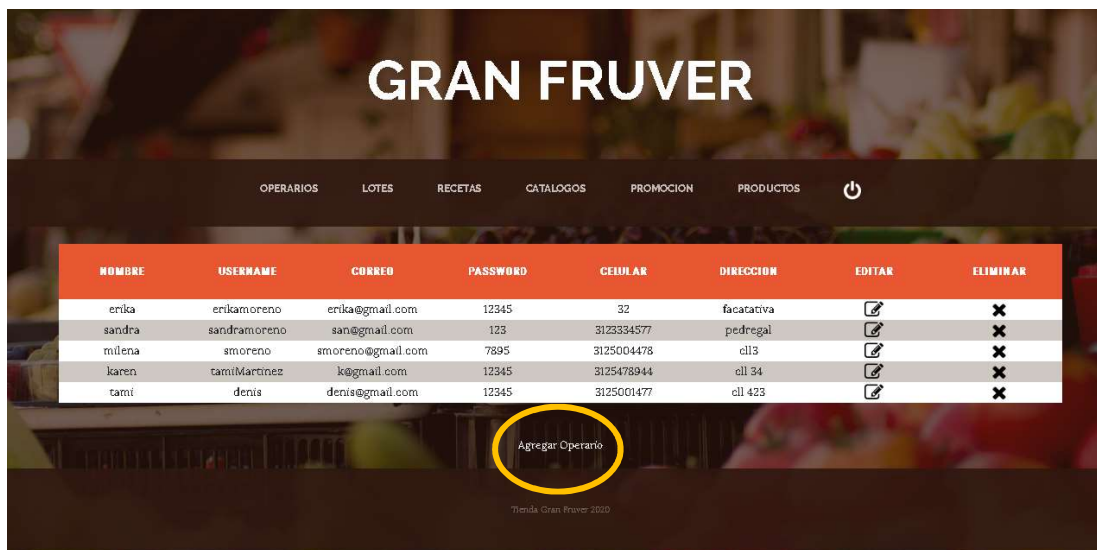 GRAN FRUVER
OPERARIOS LOTES RECETAS CATALOGOS PROMOCION PRODUCTOS
NOMBRE USERNAME CORREO PASSWORD CELULAR DIRECCION EDITAR ELIMINAR
erika erikamoreno erika@gmail.com 12345 32 facatativa
sandra sandramoreno san@gmail.com 123 3123334577 pedregal
milena smoreno smoreno@gmail.com 7895 3125004478 cll3
karen tamiMartinez k@gmail.com 12345 3125478944 cll 34
tami denis denis@gmail.com 12345 3125001477 cll 423
Agregar Operario
Tienda Gran Fruver 2020